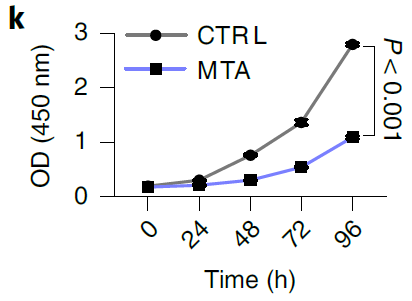 k
3
2
1
0
OD (450 nm)
CTRL
MTA
P < 0.001
0 24 48 72 96
Time (h)